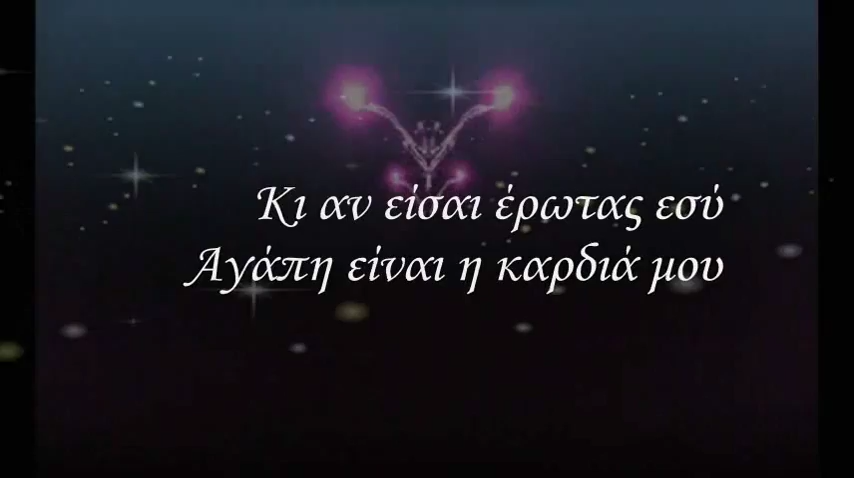 Κι αν είσαι έρωτας εσύ
Αγάπη είναι η καρδιά μου